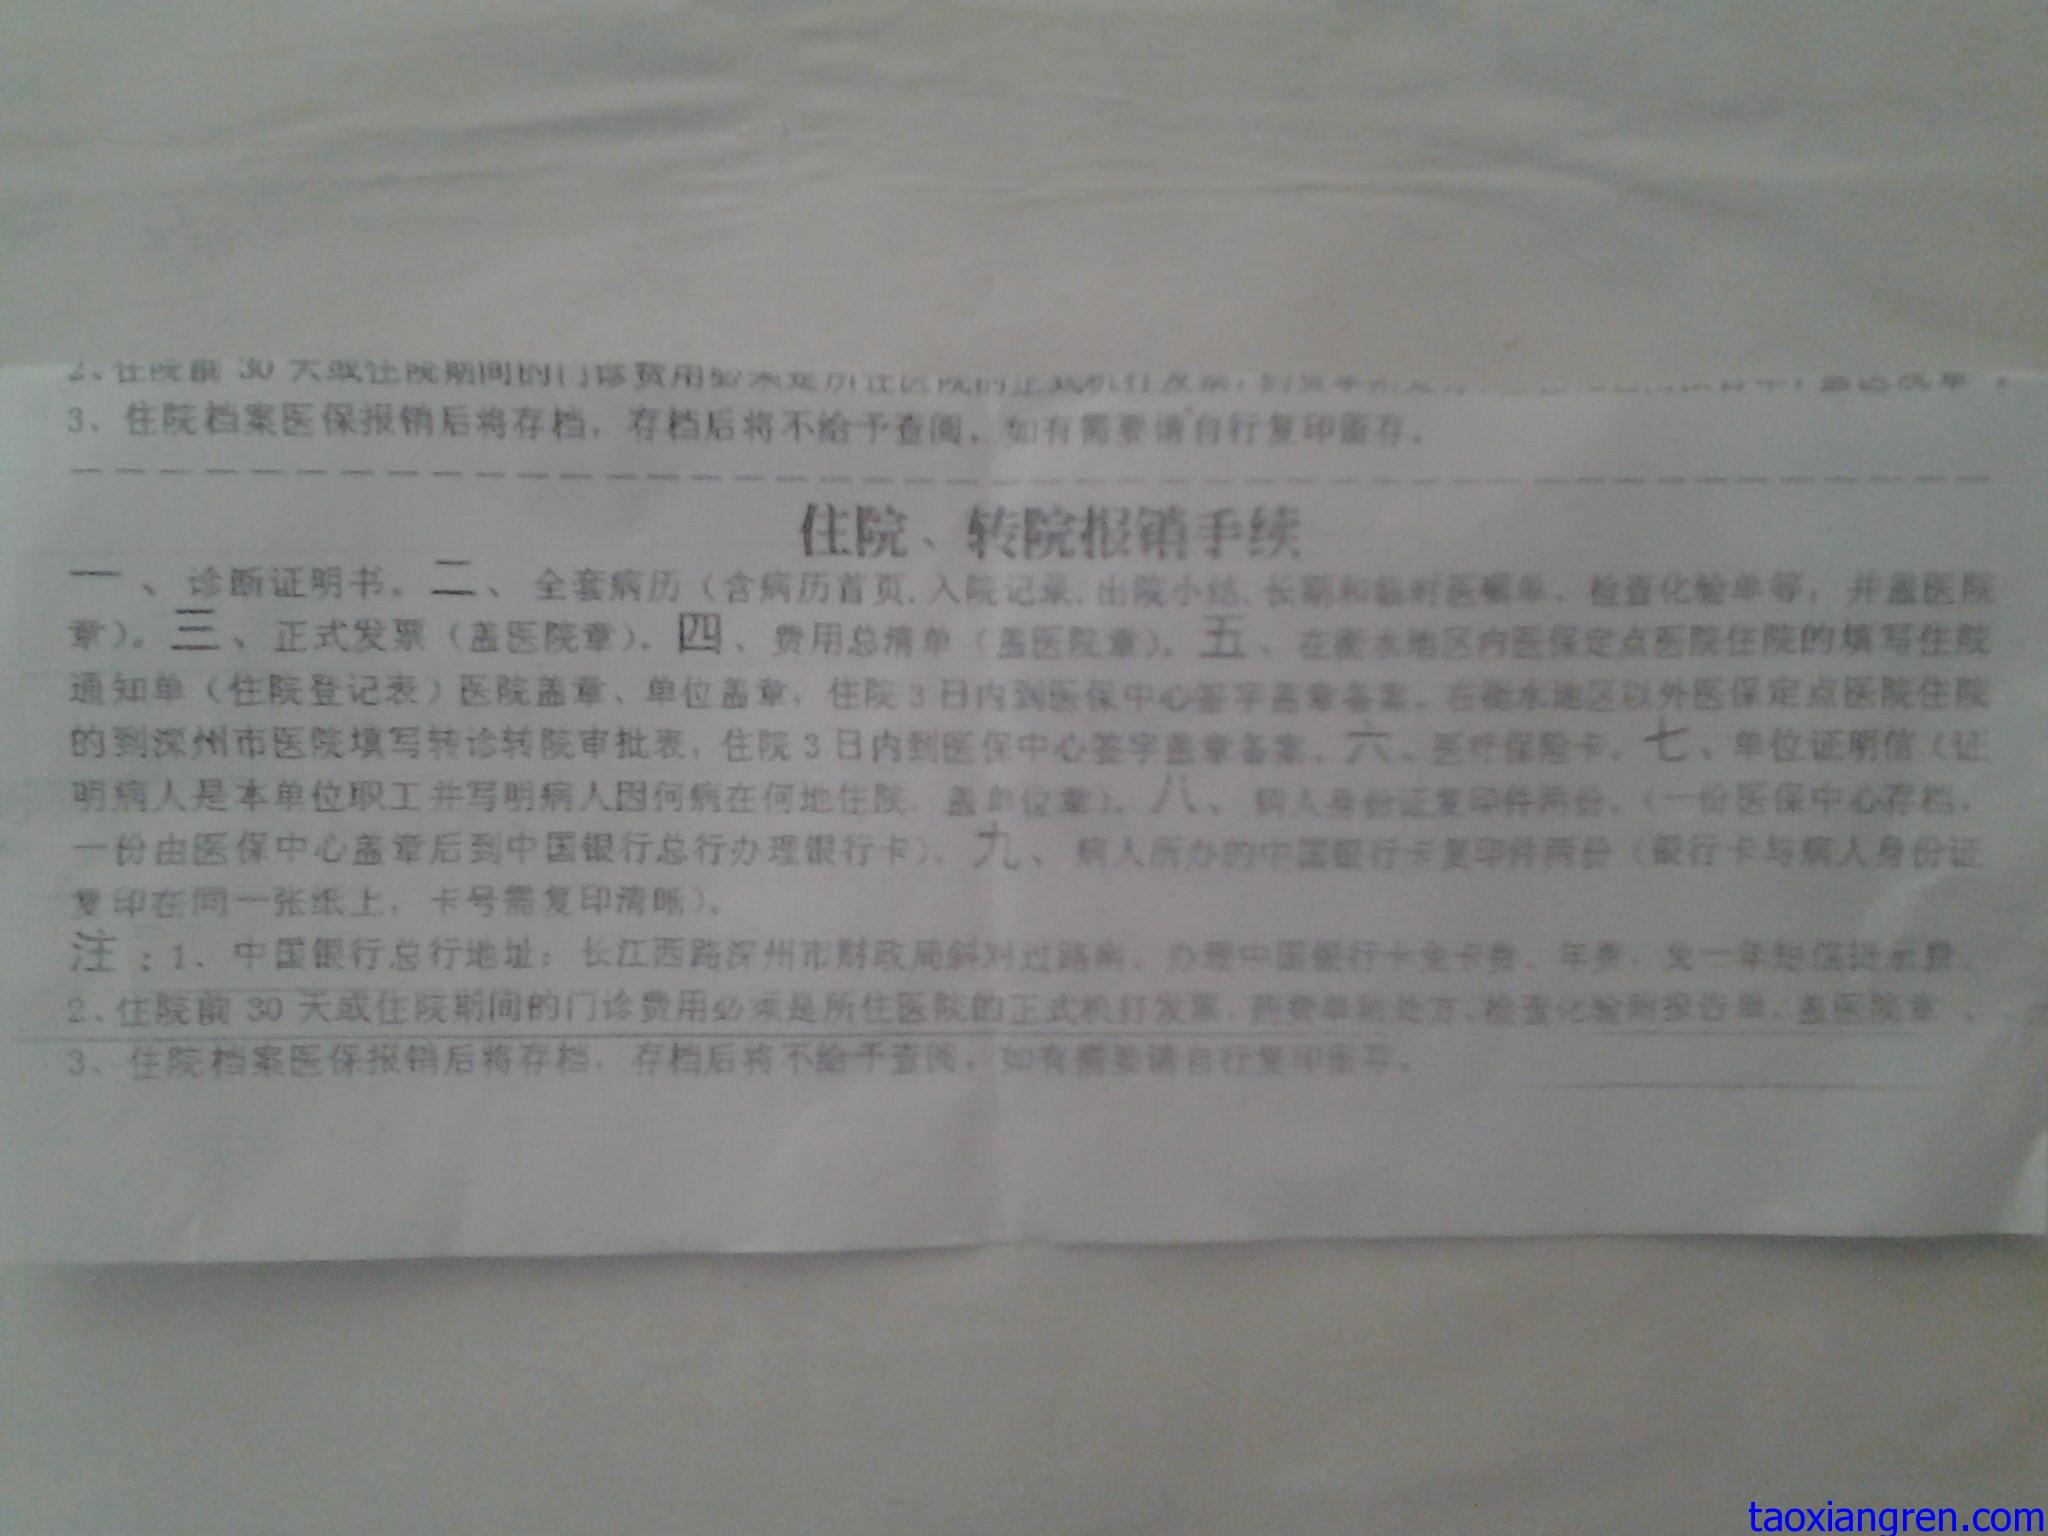 2、住院前 30 天或住院期间的门诊费用必须是所住医院的正式机打发票,
3、住院档案医保报销后将存档，存档后将不给予查阅，如有需要请自行复印留存。
住院、转院报销手续
一、诊断证明书。二、全套病历（含病历首页.入院记录.出院小结、长期和临时医嘱单、检查化验单等，并盖医院
章）。三、正式发票（盖医院章）。四、费用总清单（盖医院章）。五、在衡水地区内医保定点医院住院的填写住院
通知单（住院登记表）医院盖章、单位盖章，住院 3 日内到医保中心签字盖章备案。在衡水地区以外医保定点医院住院
的到深州市医院填写转诊转院审批表，住院 3 日内到医保中心签字盖章备案。六、医疗保险卡。七、单位证明信（证
明病人是本单位职工并写明病人因何病在何地住院，盖单位章）。八、病人身份证复印件两份。（一份医保中心存档，
一份由医保中心盖章后到中国银行总行办理银行卡）。九、病人所办的中国银行卡复印件两份（银行卡与病人身份证
复印在同一张纸上，卡号需复印清晰）。
注：1、中国银行总行地址：长江西路深州市财政局斜对过路南。办理中国银行卡免卡费、年费，免一年短信提示费、
2、住院前 30 天或住院期间的门诊费用必须是所住医院的正式机打发票，药费单附处方、检查化验附报告单，盖医院章、
3、住院档案医保报销后将存档，存档后将不给予查阅，如有需要请自行复印留存。
taoxiangren.com